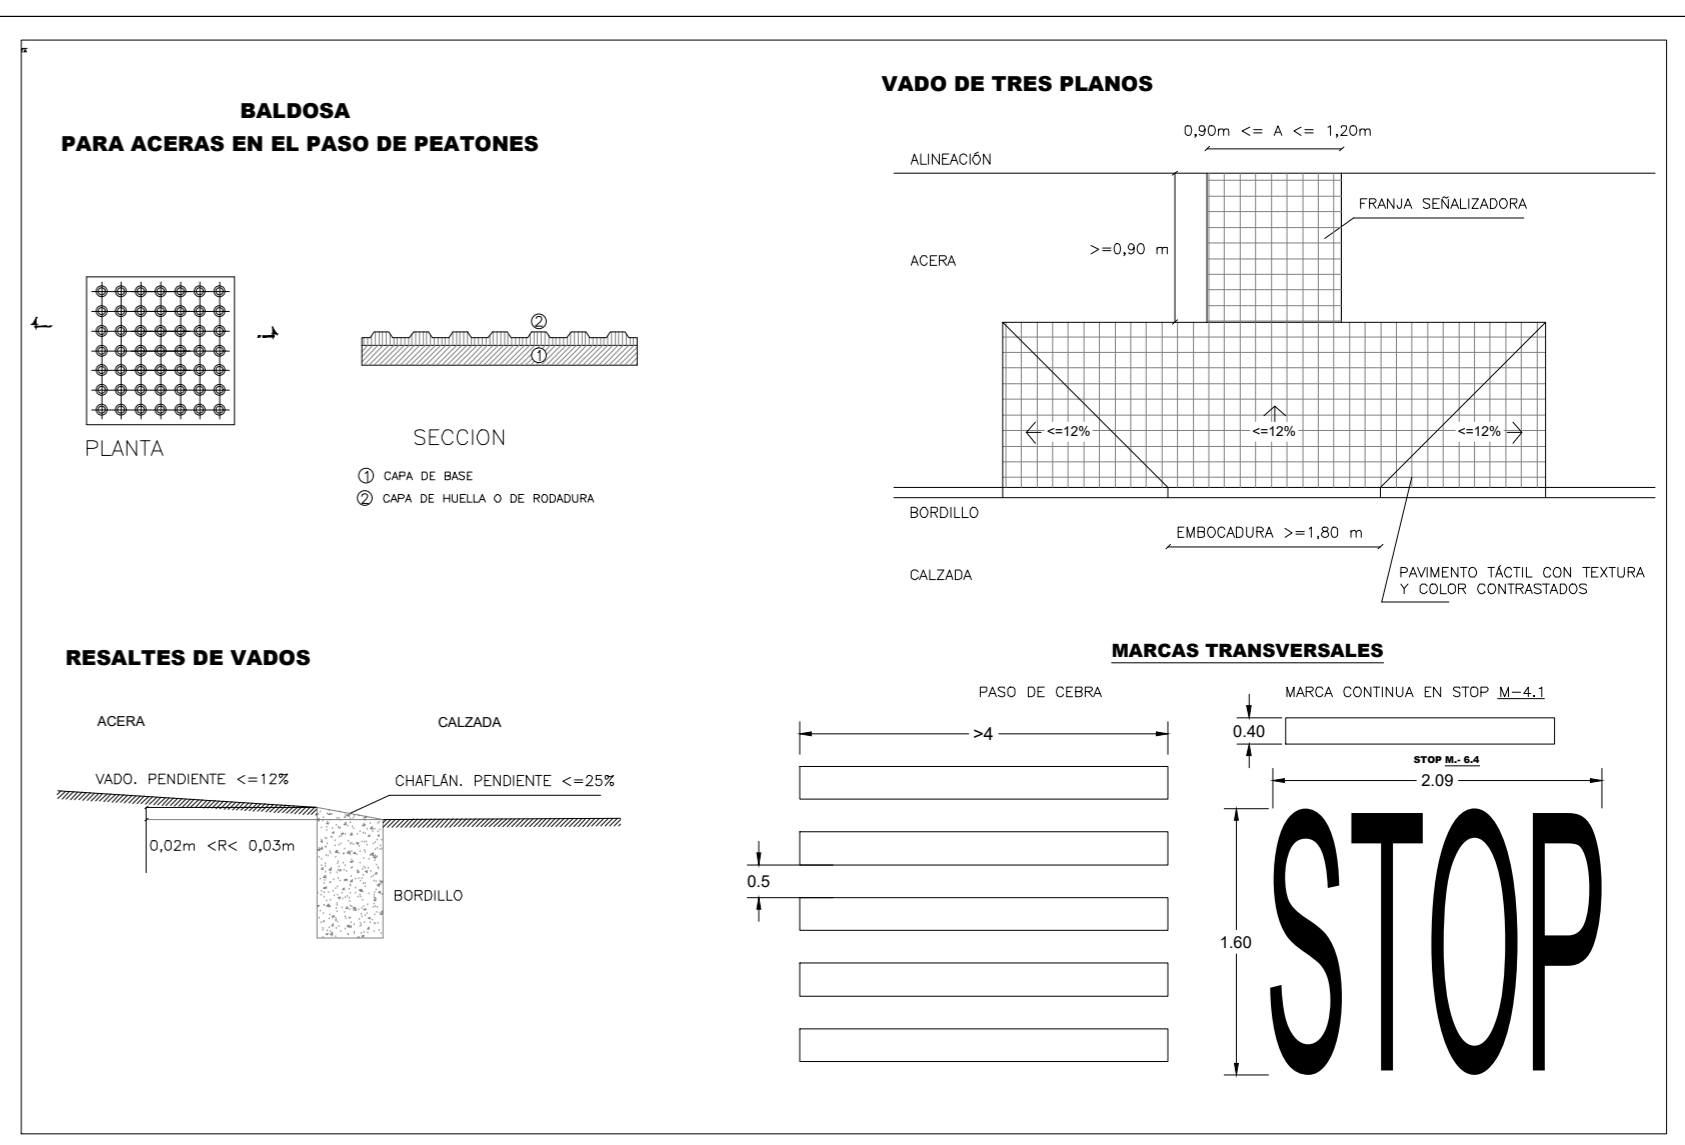 BALDOSA
PARA ACERAS EN EL PASO DE PEATONES
PLANTA
2
1
SECCION
1 CAPA DE BASE
2 CAPA DE HUELLA O DE RODADURA
VADO DE TRES PLANOS
0,90m <= A <= 1,20m
ALINEACIÓN
FRANJA SEÑALIZADORA
>=0,90 m
ACERA
<=12%
<=12%
<=12%
BORDILLO
EMBOCADURA >=1,80 m
CALZADA
PAVIMENTO TÁCTIL CON TEXTURA
Y COLOR CONTRASTADOS
RESALTES DE VADOS
ACERA
CALZADA
VADO. PENDIENTE <=12%
CHAFLÁN. PENDIENTE <=25%
0,02m <R< 0,03m
BORDILLO
MARCAS TRANSVERSALES
PASO DE CEBRA
>4
0.5
MARCA CONTINUA EN STOP M-4.1
0.40
STOP M.- 6.4
2.09
1.60
STOP